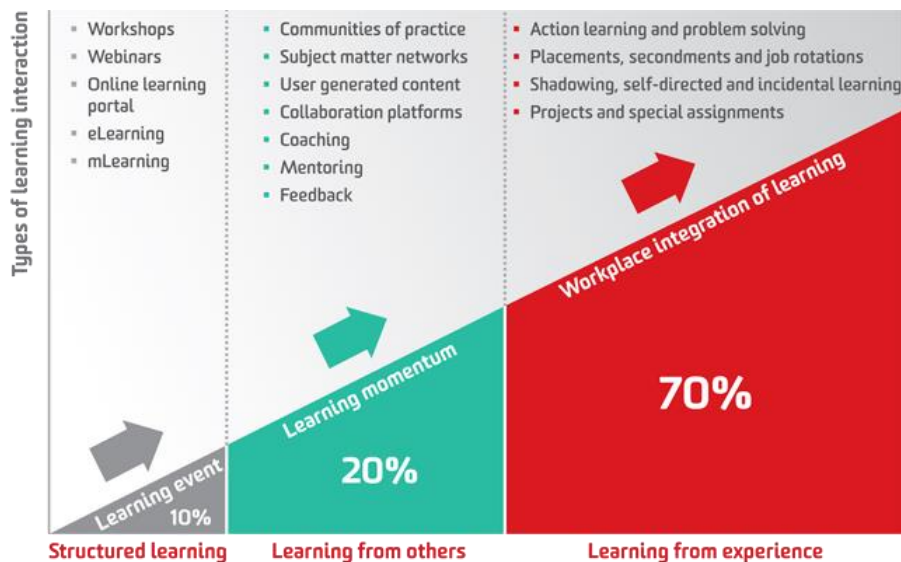 Types of learning interaction
▪ Workshops
▪ Webinars
▪ Online learning
portal
▪ eLearning
▪ mLearning
▪ Communities of practice
▪ Subject matter networks
▪ User generated content
▪ Collaboration platforms
▪ Coaching
▪ Mentoring
▪ Feedback
▪ Action learning and problem solving
▪ Placements, secondments and job rotations
▪ Shadowing, self-directed and incidental learning
▪ Projects and special assignments
Learning event
10%
Learning momentum
20%
Workplace integration of learning
70%
Structured learning
Learning from others
Learning from experience